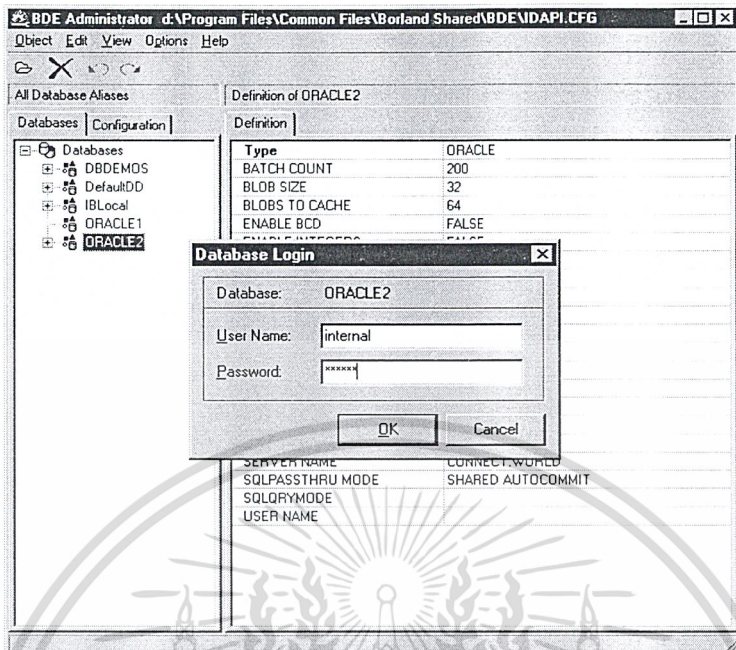 BDE Administrator d:\Program Files\Common Files\Borland Shared\BDE\IDAPI.CFG
Object Edit View Options Help
All Database Aliases Definition of ORACLE2
Databases Configuration Definition
Databases Type ORACLE
DBDEMOS BATCH COUNT 200
DefaultDD BLOB SIZE 32
IBLocal BLOBS TO CACHE 64
ORACLE1 ENABLE BCD FALSE
ORACLE2 ENABLE INTEGERS FALSE
Database Login
Database: ORACLE2
User Name: internal
Password: ××××××
OK Cancel
SERVER NAME CONNECT.WORLD
SQLPASSTHRU MODE SHARED AUTOCOMMIT
SQLQRYMODE
USER NAME